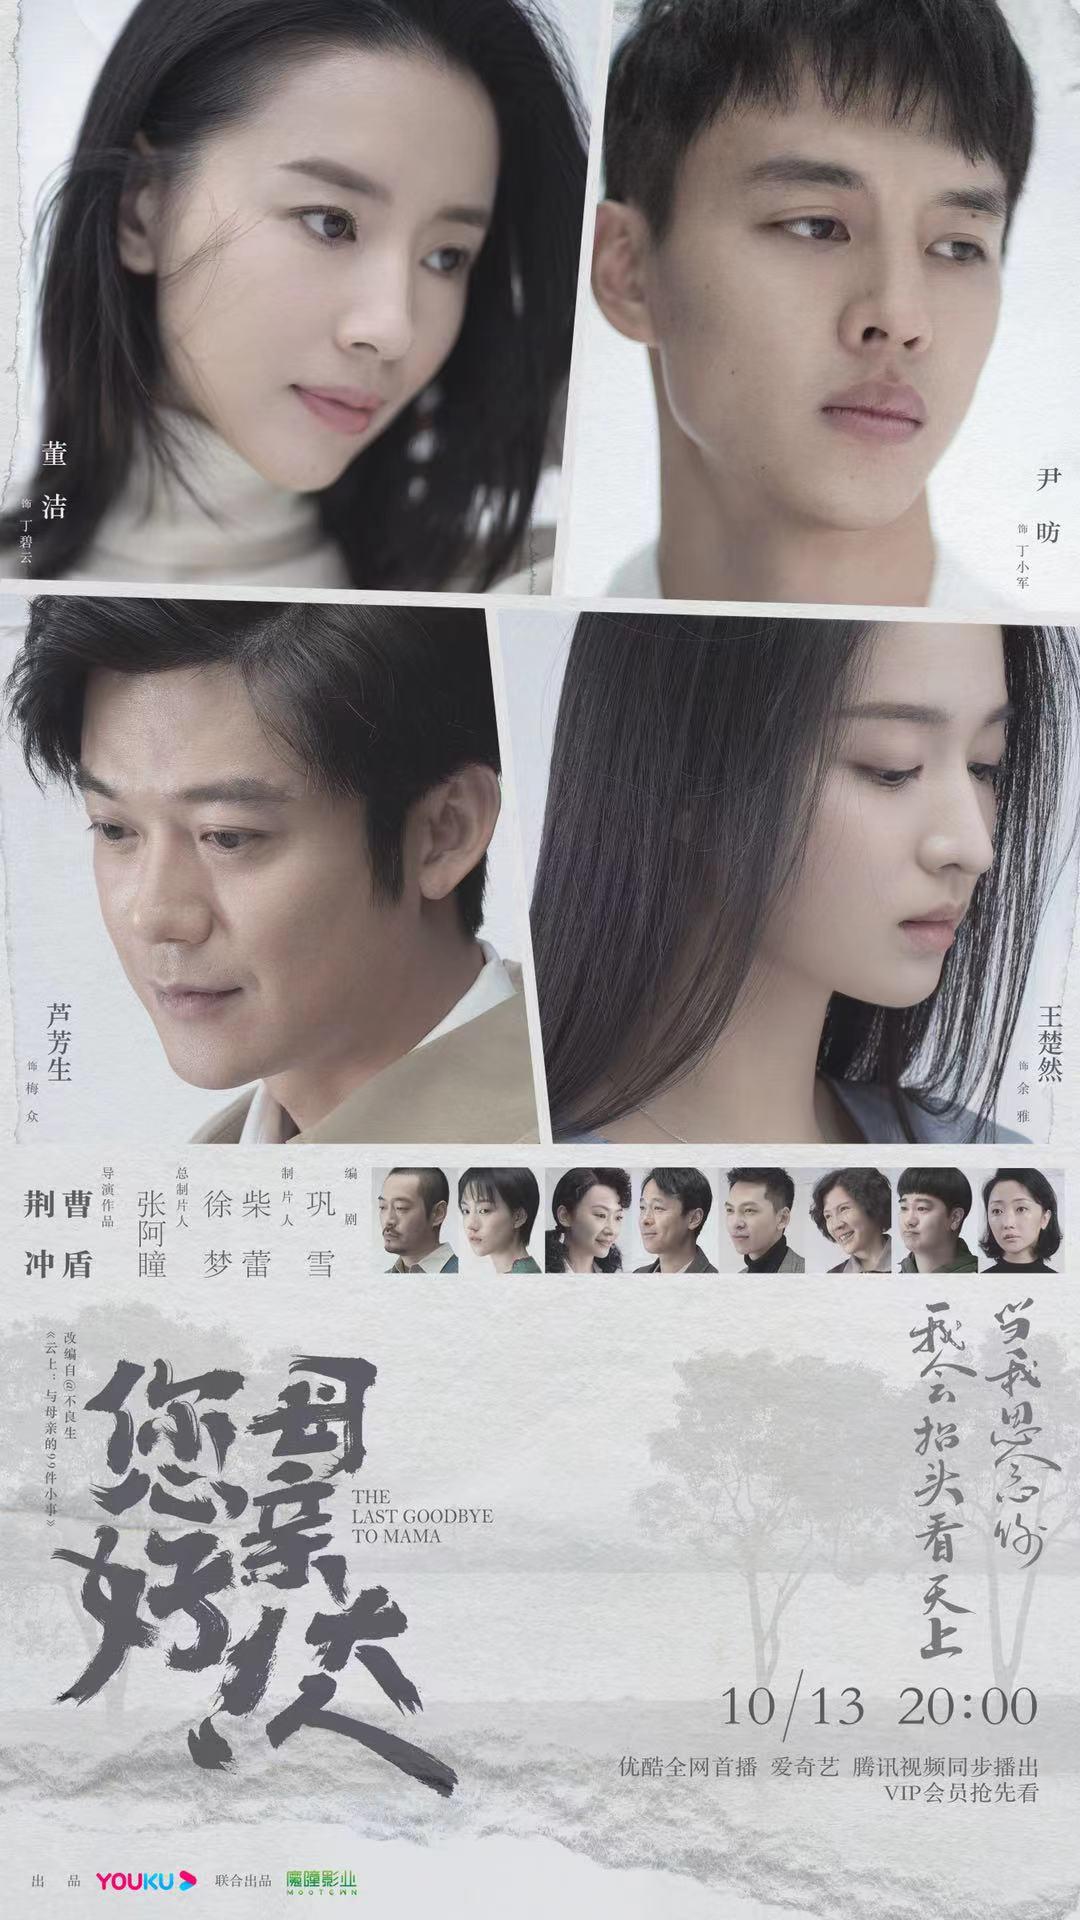 董洁
饰 丁碧云
尹昉
饰 丁小军
芦芳生
饰 梅众
王楚然
饰 余雅
导演作品
曹盾
荆冲
总制片人
张阿瞳
制片人
柴蕾
徐梦
编剧
巩雪
改编自@不良生
《云上：与母亲的99件小事》
您好！
母亲大人
THE
LAST GOODBYE
TO MAMA
当我思念你
我会抬头看天上
10/13 20:00
优酷全网首播 爱奇艺 腾讯视频同步播出
VIP会员抢先看
出品 YOUKU 联合出品 魔瞳影业
MOOTOWN